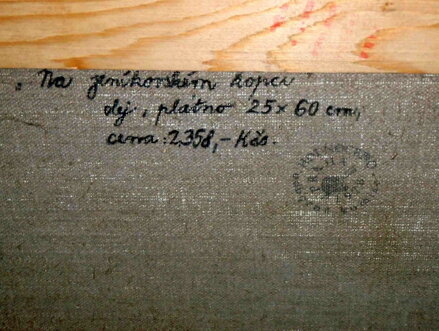 "Na jeníkovském kopci"
olej, plátno 25 × 60 cm,
cena: 2.358,- Kčs.